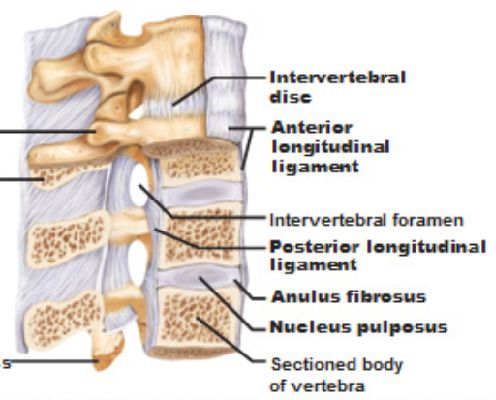 Intervertebral
disc
Anterior
longitudinal
ligament
Intervertebral foramen
Posterior longitudinal
ligament
Anulus fibrosus
Nucleus pulposus
Sectioned body
of vertebra
s